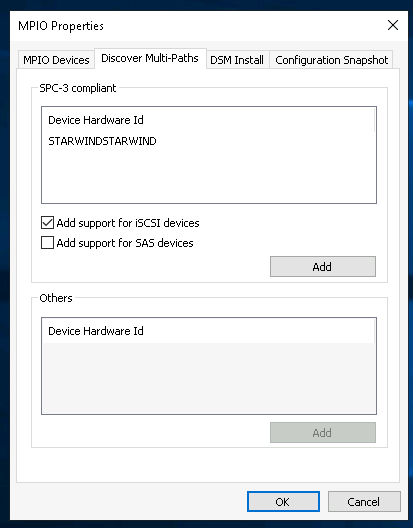 MPIO Properties
MPIO Devices Discover Multi-Paths DSM Install Configuration Snapshot
SPC-3 compliant
Device Hardware Id
STARWINDSTARWIND
Add support for iSCSI devices
Add support for SAS devices
Add
Others
Device Hardware Id
Add
OK Cancel